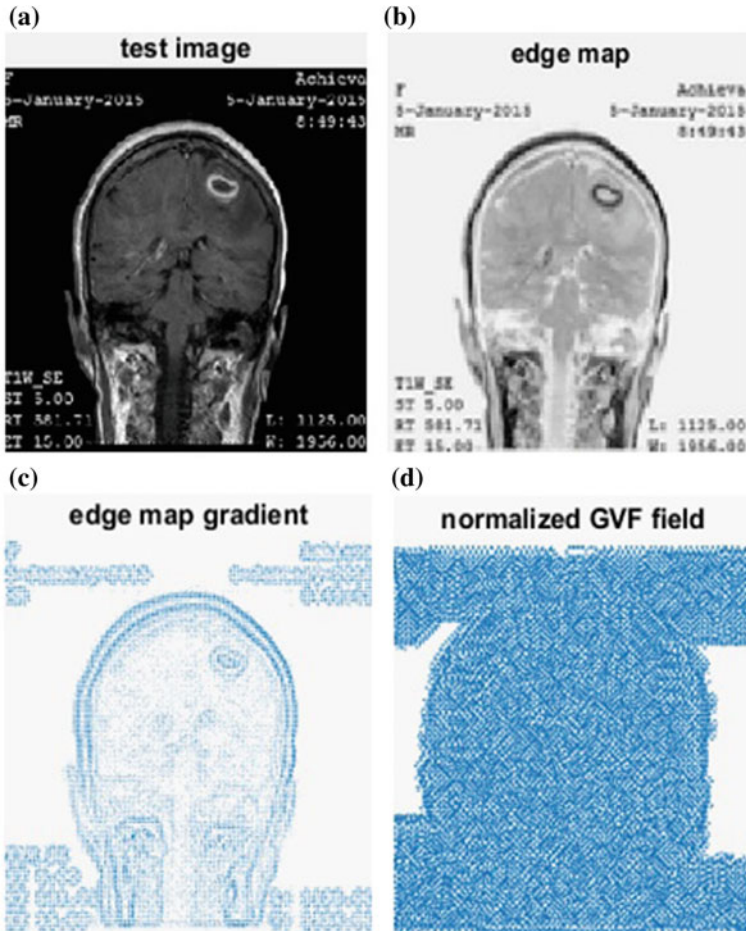 (a)
test image
F Achieva
5-January-2015 5-January-2015
MR 8:49:43
T1W_SE
ST 5.00
RT 581.71 L: 1125.00
ET 15.00 W: 1956.00
(b)
edge map
F Achieva
5-January-2015 5-January-2015
MR 8:49:43
T1W_SE
ST 5.00
RT 581.71 L: 1125.00
ET 15.00 W: 1956.00
(c)
edge map gradient
F Achieva
(d)
normalized GVF field